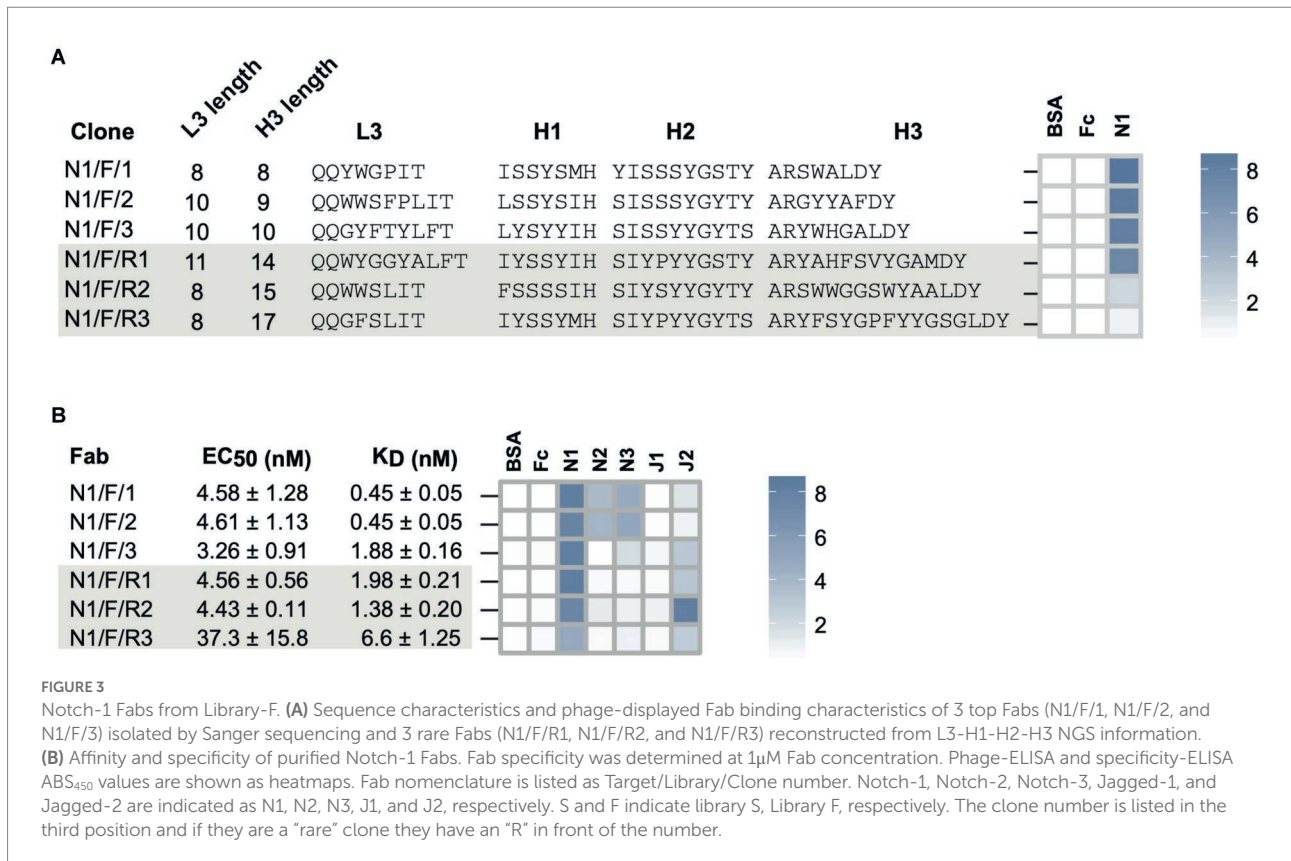 A
L3 length H3 length
Clone L3 H1 H2 H3 BSA Fc N1
N1/F/1 8 8 QQYWGPIT ISSYSMH YISSSYGSTY ARSWALDY
N1/F/2 10 9 QQWWSFPLIT LSSYSIH SISSYYGYTY ARGYYAFDY
N1/F/3 10 10 QQGYFTYLFT LYSYYIH SISSYYGYTS ARYWHGALDY
N1/F/R1 11 14 QQWYGGYALFT IYSSYIH SIYPYYGSTY ARYAHFSVYGAMDY
N1/F/R2 8 15 QQWWSLIT FSSSSIH SIYSYYGYTY ARSWWGGSWYAALDY
N1/F/R3 8 17 QQGFSLIT IYSSYMH SIYPYYGYTS ARYFSYGPFYYGSGLDY
8
6
4
2
B
Fab EC50 (nM) KD (nM) BSA Fc N1 N2 N3 J1 J2
N1/F/1 4.58 ± 1.28 0.45 ± 0.05
N1/F/2 4.61 ± 1.13 0.45 ± 0.05
N1/F/3 3.26 ± 0.91 1.88 ± 0.16
N1/F/R1 4.56 ± 0.56 1.98 ± 0.21
N1/F/R2 4.43 ± 0.11 1.38 ± 0.20
N1/F/R3 37.3 ± 15.8 6.6 ± 1.25
8
6
4
2
FIGURE 3
Notch-1 Fabs from Library-F. (A) Sequence characteristics and phage-displayed Fab binding characteristics of 3 top Fabs (N1/F/1, N1/F/2, and
N1/F/3) isolated by Sanger sequencing and 3 rare Fabs (N1/F/R1, N1/F/R2, and N1/F/R3) reconstructed from L3-H1-H2-H3 NGS information.
(B) Affinity and specificity of purified Notch-1 Fabs. Fab specificity was determined at 1μM Fab concentration. Phage-ELISA and specificity-ELISA
ABS₄₅₀ values are shown as heatmaps. Fab nomenclature is listed as Target/Library/Clone number. Notch-1, Notch-2, Notch-3, Jagged-1, and
Jagged-2 are indicated as N1, N2, N3, J1, and J2, respectively. S and F indicate library S, Library F, respectively. The clone number is listed in the
third position and if they are a "rare" clone they have an "R" in front of the number.